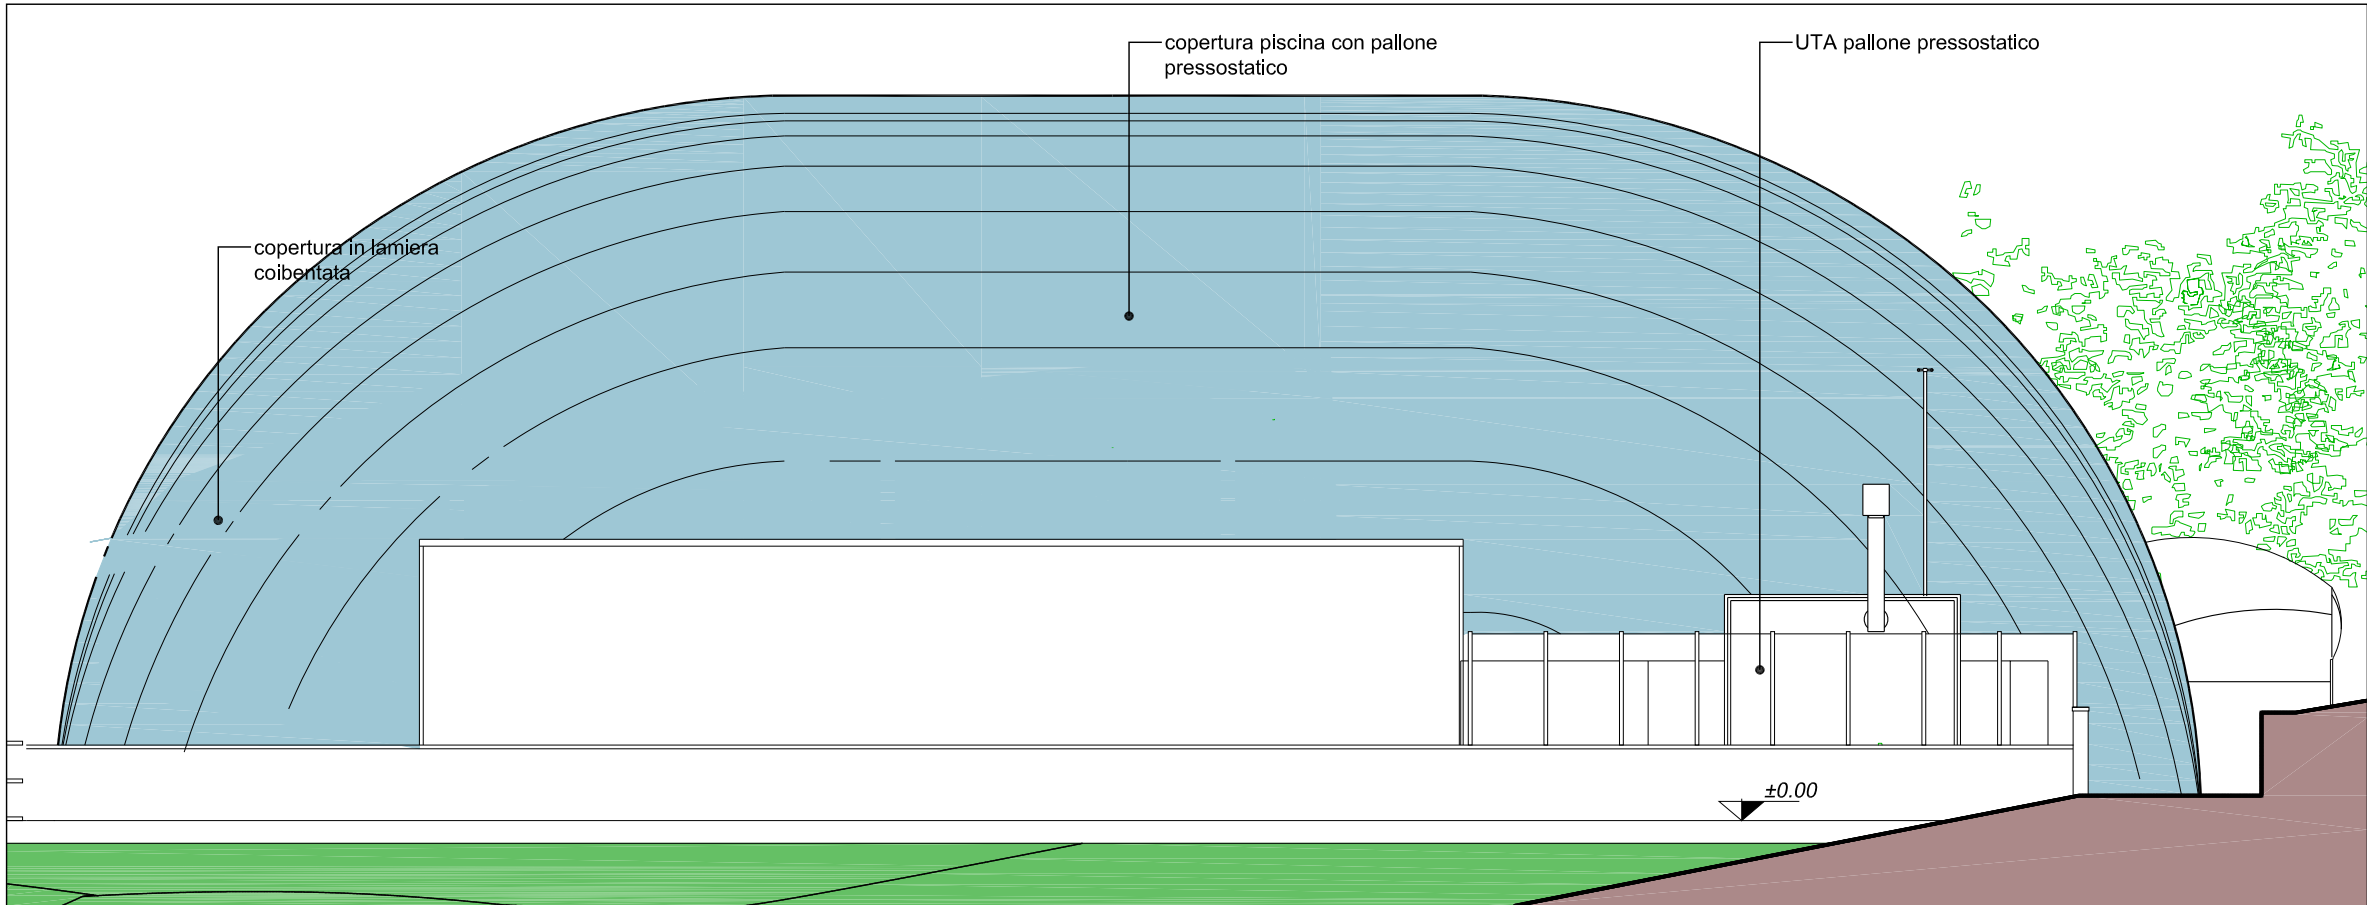 copertura piscina con pallone
pressostatico
UTA pallone pressostatico
copertura in lamiera
coibentata
±0.00